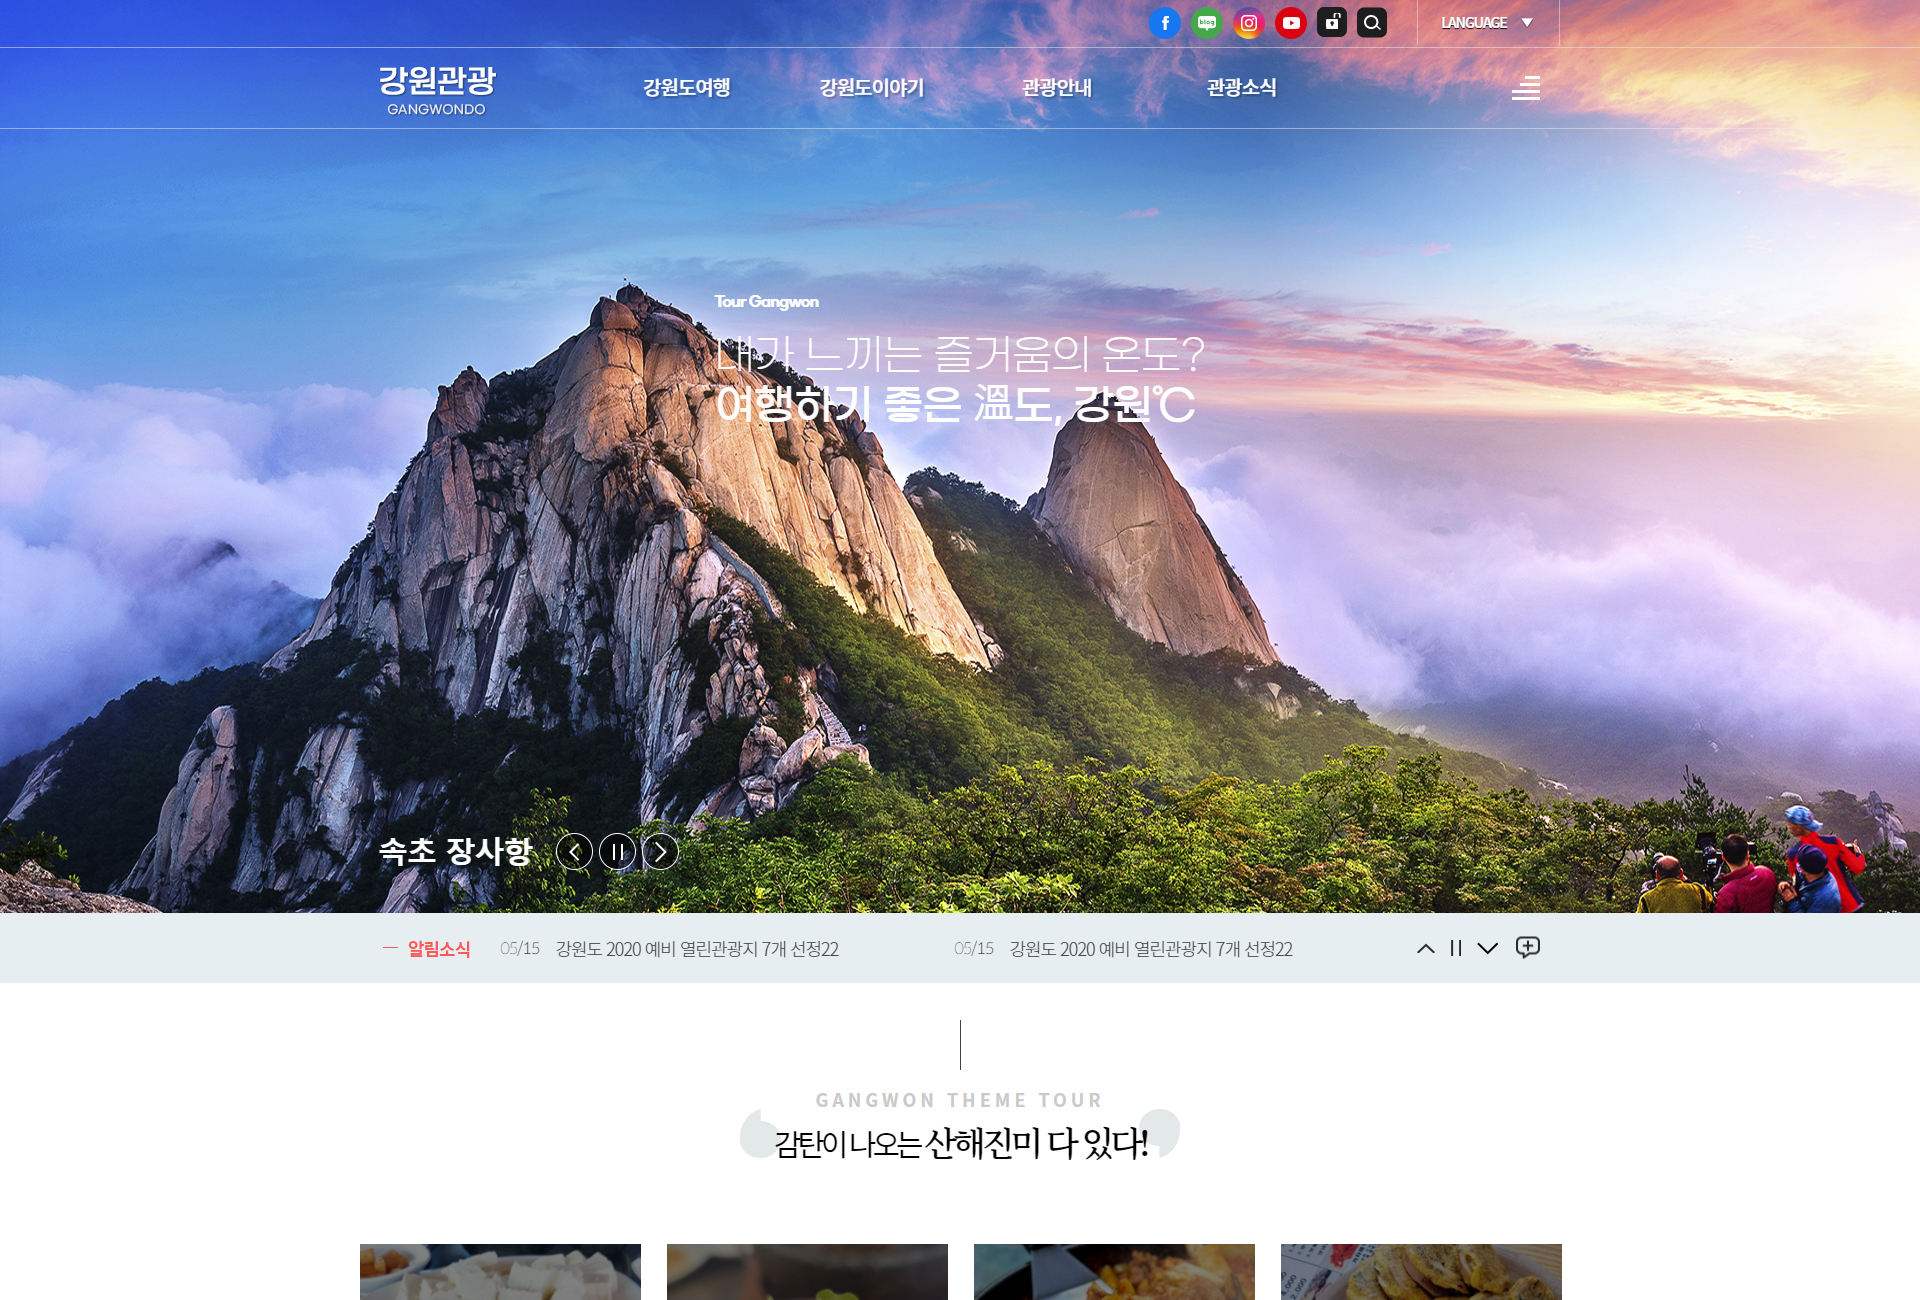 LANGUAGE
강원관광
GANGWONDO
강원도여행
강원도이야기
관광안내
관광소식
Tour Gangwon
내가 느끼는 즐거움의 온도?
여행하기 좋은 溫도, 강원℃
속초 장사항
알림소식
05/15 강원도 2020 예비 열린관광지 7개 선정22
05/15 강원도 2020 예비 열린관광지 7개 선정22
GANGWON THEME TOUR
감탄이 나오는 산해진미 다 있다!